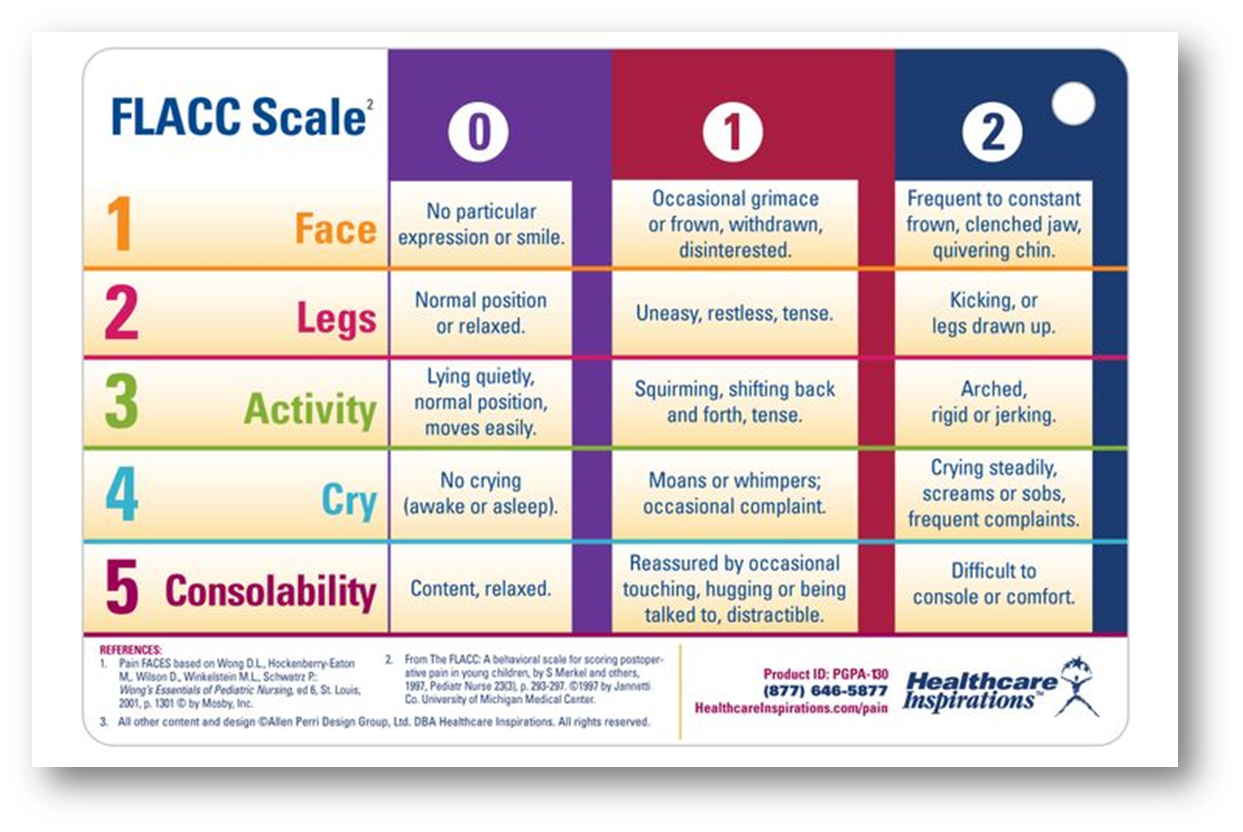 FLACC Scale2
0
1
2
1 Face
No particular
expression or smile.
Occasional grimace
or frown, withdrawn,
disinterested.
Frequent to constant
frown, clenched jaw,
quivering chin.
2 Legs
Normal position
or relaxed.
Uneasy, restless, tense.
Kicking, or
legs drawn up.
3 Activity
Lying quietly,
normal position,
moves easily.
Squirming, shifting back
and forth, tense.
Arched,
rigid or jerking.
4 Cry
No crying
(awake or asleep).
Moans or whimpers;
occasional complaint.
Crying steadily,
screams or sobs,
frequent complaints.
5 Consolability
Content, relaxed.
Reassured by occasional
touching, hugging or being
talked to, distractible.
Difficult to
console or comfort.
REFERENCES:
1. Pain FACES based on Wong D.L., Hockenberry-Eaton
M, Wilson D., Winkelstein M.L., Schwatrz P.:
Wong's Essentials of Pediatric Nursing, ed 6, St. Louis,
2001, p. 1301 © by Mosby, Inc.
2. From The FLACC: A behavioral scale for scoring postoper-
ative pain in young children, by S Merkel and others,
1997, Pediatr Nurse 23(3), p. 293-297. ©1997 by Jannetti
Co. University of Michigan Medical Center.
3. All other content and design ©Allen Perri Design Group, Ltd. DBA Healthcare Inspirations. All rights reserved.
Product ID: PGPA-130
(877) 646-5877
HealthcareInspirations.com/pain
Healthcare
Inspirations™